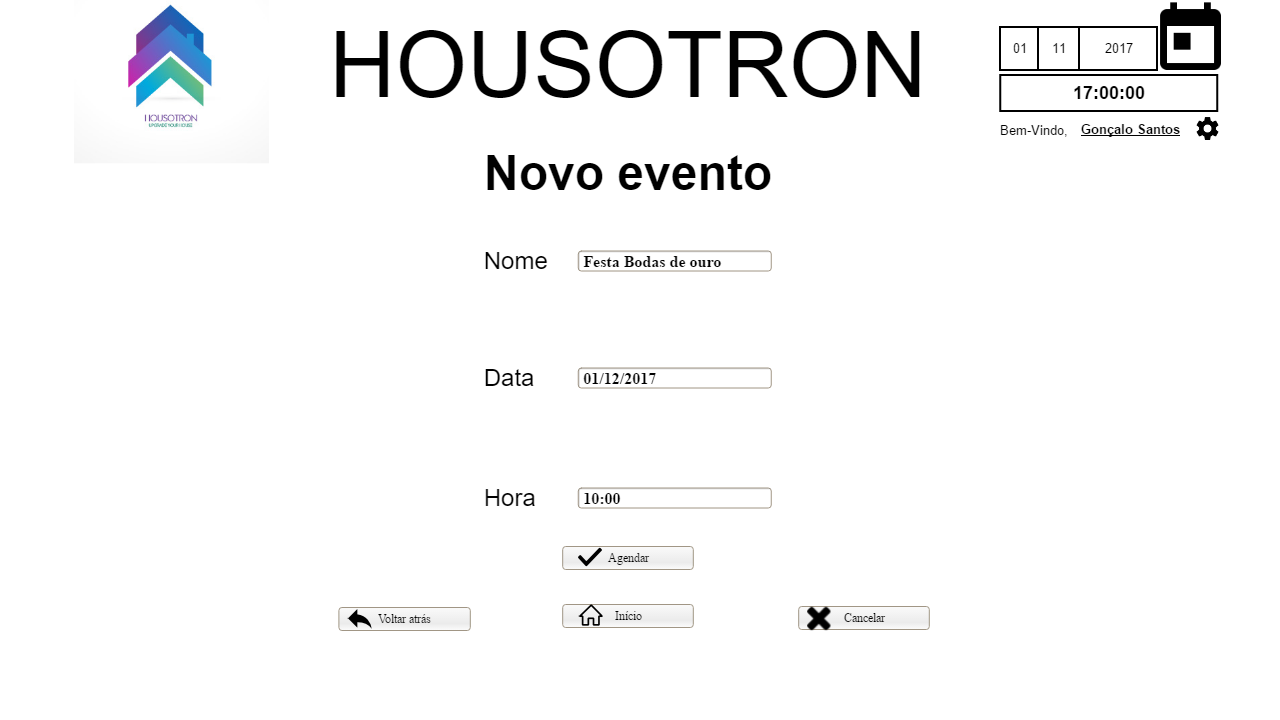 HOUSOTRON
UPGRADE YOUR HOUSE
HOUSOTRON
01 11 2017
17:00:00
Bem-Vindo, Gonçalo Santos
Novo evento
Nome Festa Bodas de ouro
Data 01/12/2017
Hora 10:00
Agendar
Voltar atrás Início Cancelar